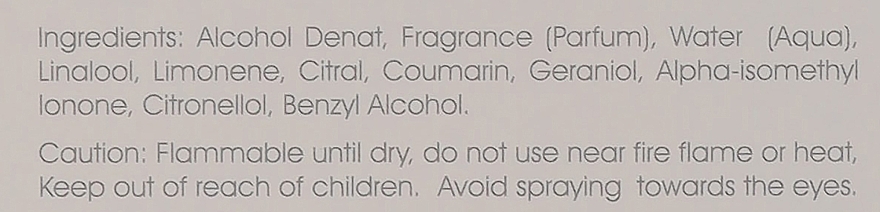 Ingredients: Alcohol Denat, Fragrance (Parfum), Water (Aqua),
Linalool, Limonene, Citral, Coumarin, Geraniol, Alpha-isomethyl
Ionone, Citronellol, Benzyl Alcohol.
Caution: Flammable until dry, do not use near fire flame or heat,
Keep out of reach of children. Avoid spraying towards the eyes.